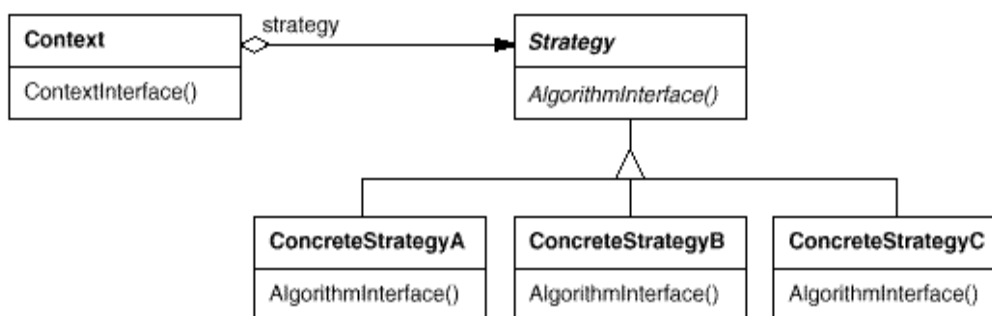 strategy
Context
Strategy
ContextInterface()
AlgorithmInterface()
ConcreteStrategyA
ConcreteStrategyB
ConcreteStrategyC
AlgorithmInterface()
AlgorithmInterface()
AlgorithmInterface()